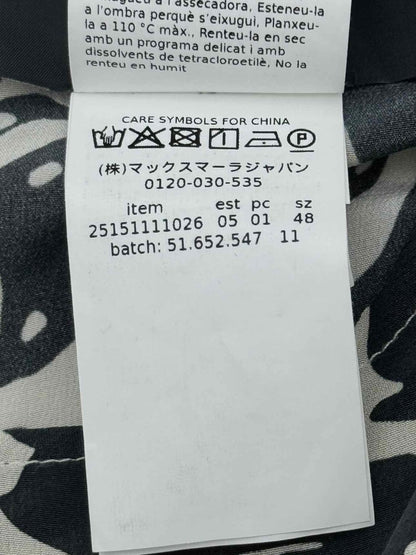 a l'assecadora, Esteneu-la
a l'ombra perquè s'eixugui, Planxeu-
la a 110 °C màx., Renteu-la en sec
amb un programa delicat i amb
dissolvents de tetracloroetilè, No la
renteu en humit
CARE SYMBOLS FOR CHINA
P
(株)マックスマーラジャパン
0120-030-535
item est pc sz
25151111026 05 01 48
batch: 51.652.547 11